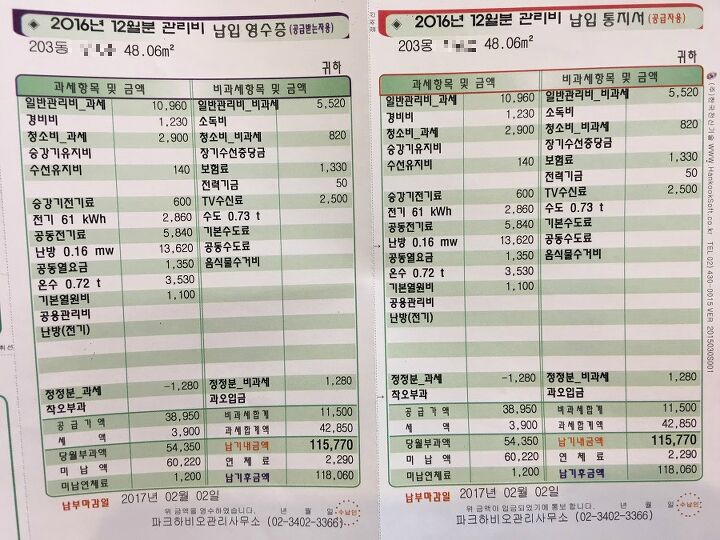 2016년 12월분 관리비 납입 영수증 (공급받는자용)
203동 48.06㎡
귀하
과세항목 및 금액 비과세항목 및 금액
일반관리비_과세 10,960 일반관리비_비과세 5,520
경비비 1,230 소독비
청소비_과세 2,900 청소비_비과세 820
승강기유지비 장기수선충당금
수선유지비 140 보험료 1,330
전력기금 50
승강기전기료 600 TV수신료 2,500
전기 61 kWh 2,860 수도 0.73 t
공동전기료 5,840 기본수도료
난방 0.16 mw 13,620 공동수도료
공동열요금 1,350 음식물수거비
온수 0.72 t 3,530
기본열원비 1,100
공용관리비
난방(전기)
정정분_과세 -1,280 정정분_비과세 1,280
착오부과 과오입금
공급가액 38,950 비과세합계 11,500
세 액 3,900 과세합계액 42,850
당월부과액 54,350 납기내금액 115,770
미 납 액 60,220 연 체 료 2,290
미납연체료 1,200 납기후금액 118,060
납부마감일 2017년 02월 02일
위 금액을 영수하였습니다. 년 월 일
파크하비오관리사무소 (02-3402-3366)
수납인
2016년 12월분 관리비 납입 통지서 (공급자용)
203동 48.06㎡
귀하
과세항목 및 금액 비과세항목 및 금액
일반관리비_과세 10,960 일반관리비_비과세 5,520
경비비 1,230 소독비
청소비_과세 2,900 청소비_비과세 820
승강기유지비 장기수선충당금
수선유지비 140 보험료 1,330
전력기금 50
승강기전기료 600 TV수신료 2,500
전기 61 kWh 2,860 수도 0.73 t
공동전기료 5,840 기본수도료
난방 0.16 mw 13,620 공동수도료
공동열요금 1,350 음식물수거비
온수 0.72 t 3,530
기본열원비 1,100
공용관리비
난방(전기)
정정분_과세 -1,280 정정분_비과세 1,280
착오부과 과오입금
공급가액 38,950 비과세합계 11,500
세 액 3,900 과세합계액 42,850
당월부과액 54,350 납기내금액 115,770
미 납 액 60,220 연 체 료 2,290
미납연체료 1,200 납기후금액 118,060
납부마감일 2017년 02월 02일
위 금액이 입금되었기에 통보합니다. 년 월 일
파크하비오관리사무소 (02-3402-3366)
수납인
(주)한국전산기술 WWW.HankookSoft.co.kr TEL 02) 430-0015 VER 20150303001